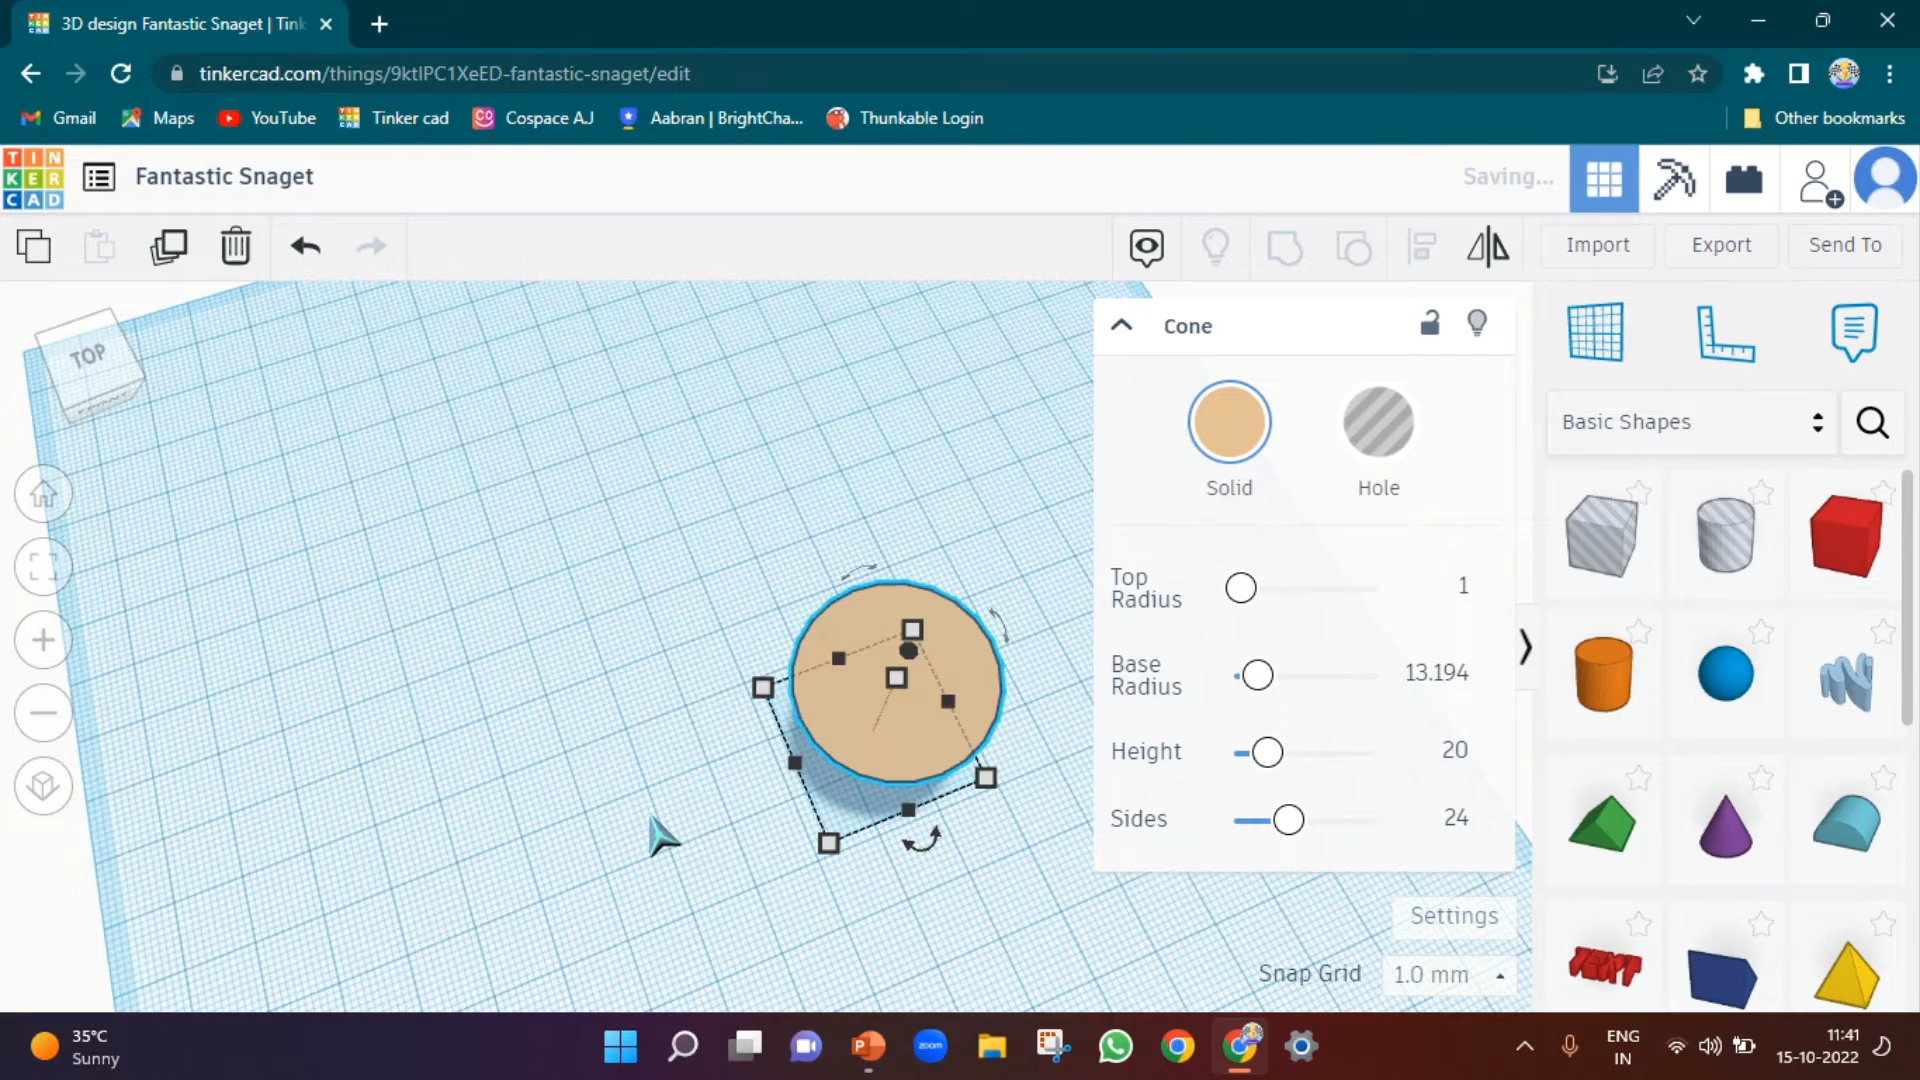 3D design Fantastic Snaget | Tink
tinkercad.com/things/9ktIPC1XeED-fantastic-snaget/edit
Gmail Maps YouTube Tinker cad Cospace AJ Aabran | BrightCha... Thunkable Login Other bookmarks
TIN
KER
CAD
Fantastic Snaget
Saving...
Import Export Send To
TOP
FRONT
Cone
Solid Hole
Basic Shapes
Top
Radius 1
Base
Radius 13.194
Height 20
Sides 24
TEXT
Settings
Snap Grid 1.0 mm
35°C
Sunny
zoom
ENG
IN
11:41
15-10-2022